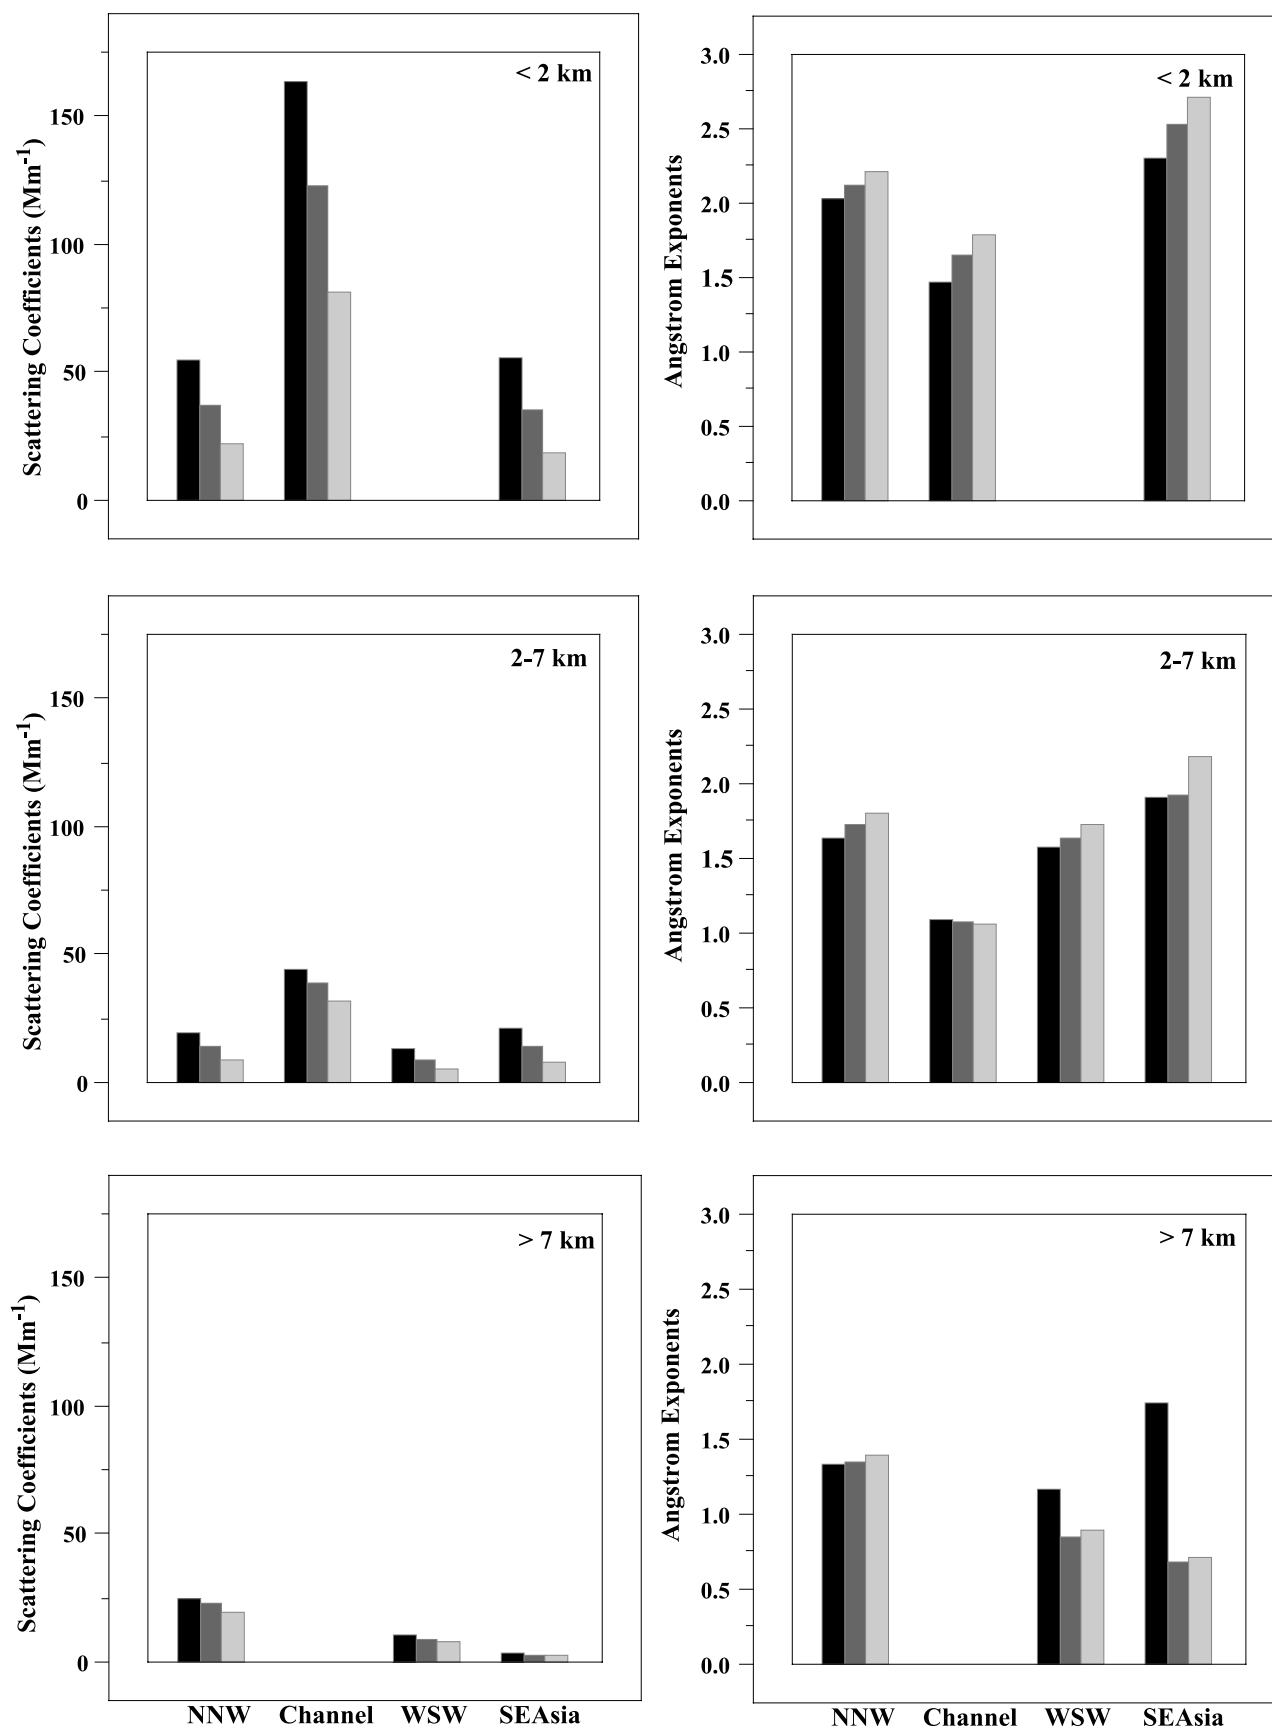 < 2 km
Scattering Coefficients (Mm-1)
150
100
50
0
< 2 km
Angstrom Exponents
3.0
2.5
2.0
1.5
1.0
0.5
0.0
2-7 km
Scattering Coefficients (Mm-1)
150
100
50
0
2-7 km
Angstrom Exponents
3.0
2.5
2.0
1.5
1.0
0.5
0.0
> 7 km
Scattering Coefficients (Mm-1)
150
100
50
0
NNW Channel WSW SEAsia
> 7 km
Angstrom Exponents
3.0
2.5
2.0
1.5
1.0
0.5
0.0
NNW Channel WSW SEAsia